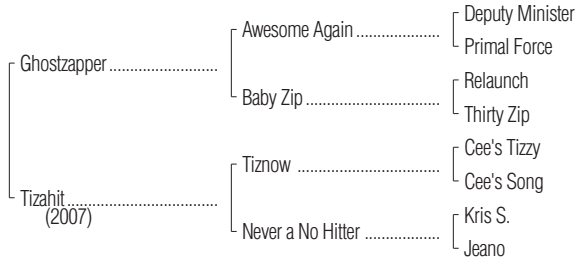 Deputy Minister
Awesome Again ..................
Primal Force
Ghostzapper ........................
Relaunch
Baby Zip .............................
Thirty Zip
Cee's Tizzy
Tiznow ...............................
Cee's Song
Tizahit .................................
(2007)
Kris S.
Never a No Hitter ................
Jeano